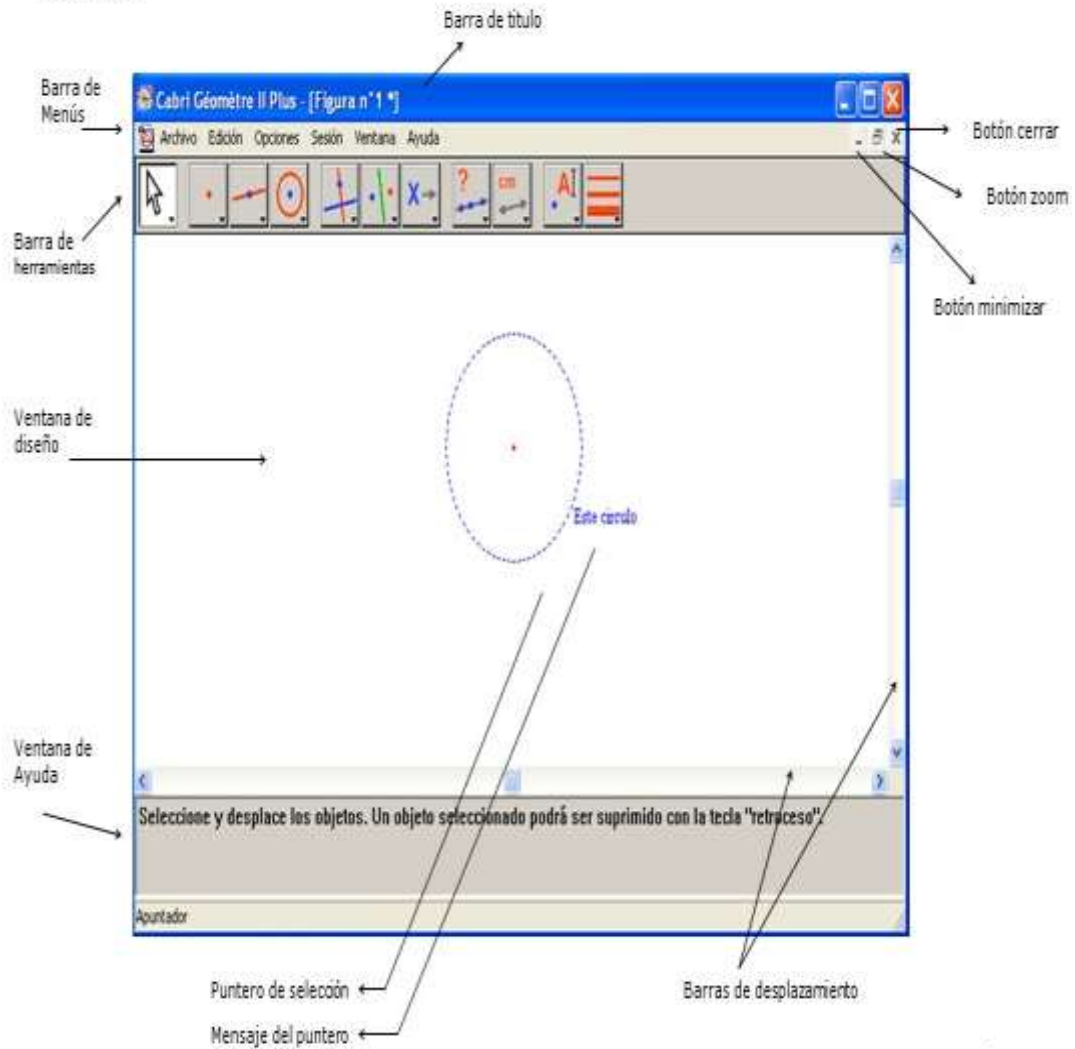 Barra de título
Barra de
Menús
Cabri Géomètre II Plus - [Figura n°1 *]
Archivo Edición Opciones Sesión Ventana Ayuda
Botón cerrar
Botón zoom
Botón minimizar
? cm A
X
Barra de
herramientas
Ventana de
diseño
Este círculo
Ventana de
Ayuda
Seleccione y desplace los objetos. Un objeto seleccionado podrá ser suprimido con la tecla "retroceso".
Apuntador
Puntero de selección
Barras de desplazamiento
Mensaje del puntero